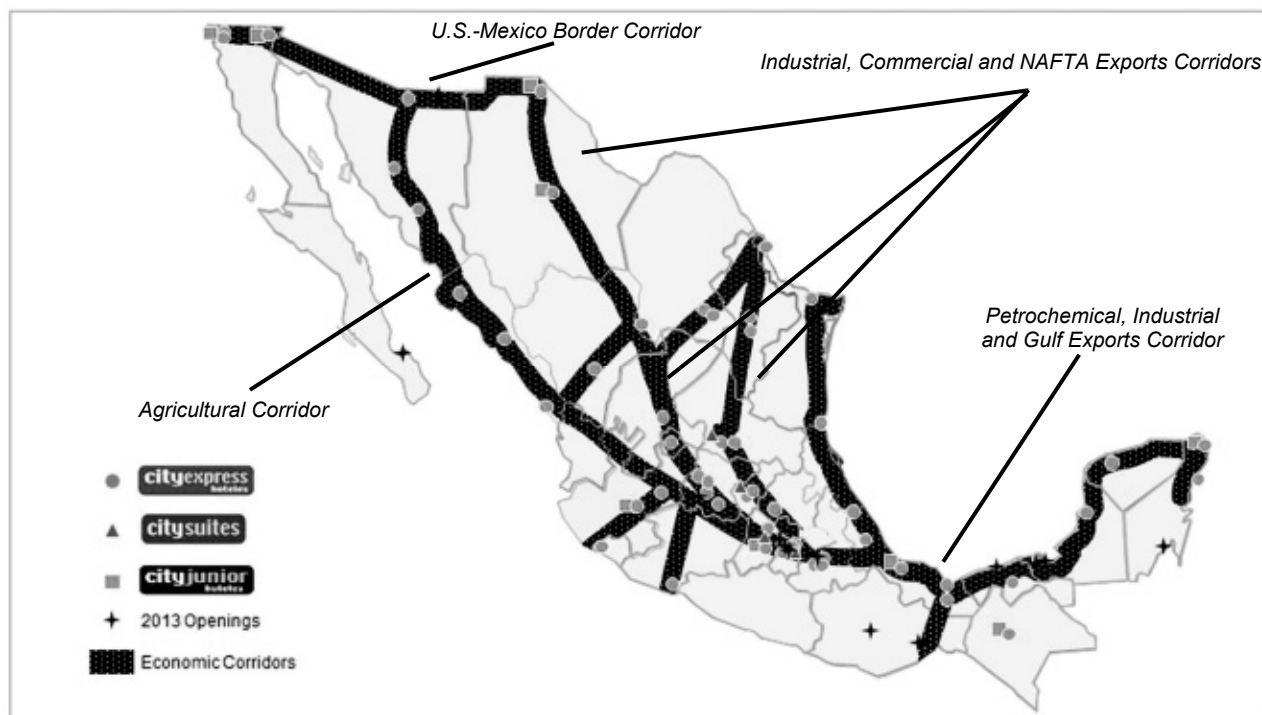 U.S.-Mexico Border Corridor
Industrial, Commercial and NAFTA Exports Corridors
Petrochemical, Industrial
and Gulf Exports Corridor
Agricultural Corridor
cityexpress
hoteles
citysuites
cityjunior
hoteles
2013 Openings
Economic Corridors